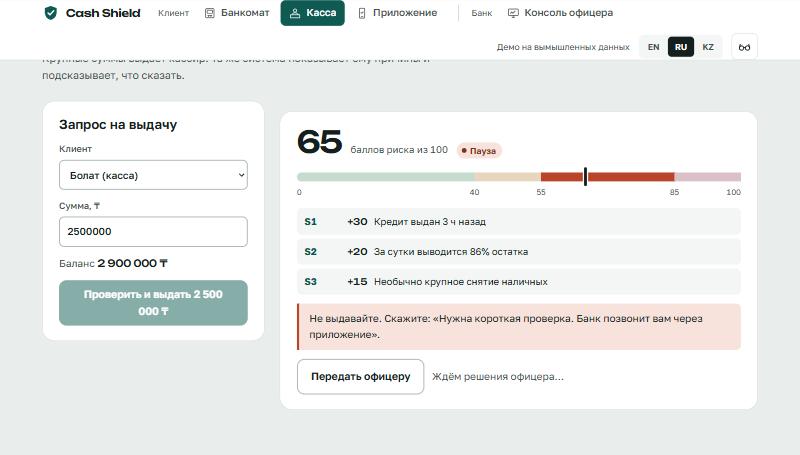 Cash Shield
Клиент
Банкомат
Касса
Приложение
Банк
Консоль офицера
Демо на вымышленных данных
EN
RU
KZ
подсказывает, что сказать.
Запрос на выдачу
Клиент
Болат (касса)
Сумма, ₸
2500000
Баланс 2 900 000 ₸
Проверить и выдать 2 500
000 ₸
65 баллов риска из 100 Пауза
0 40 55 85 100
S1 +30 Кредит выдан 3 ч назад
S2 +20 За сутки выводится 86% остатка
S3 +15 Необычно крупное снятие наличных
Не выдавайте. Скажите: «Нужна короткая проверка. Банк позвонит вам через
приложение».
Передать офицеру
Ждём решения офицера...